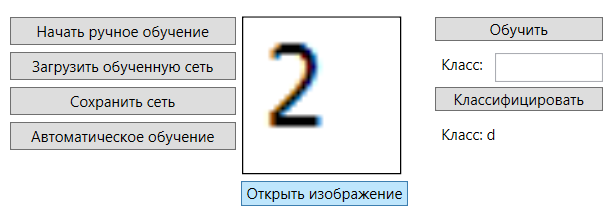 Начать ручное обучение
Загрузить обученную сеть
Сохранить сеть
Автоматическое обучение
2
Открыть изображение
Обучить
Класс:
Классифицировать
Класс: d